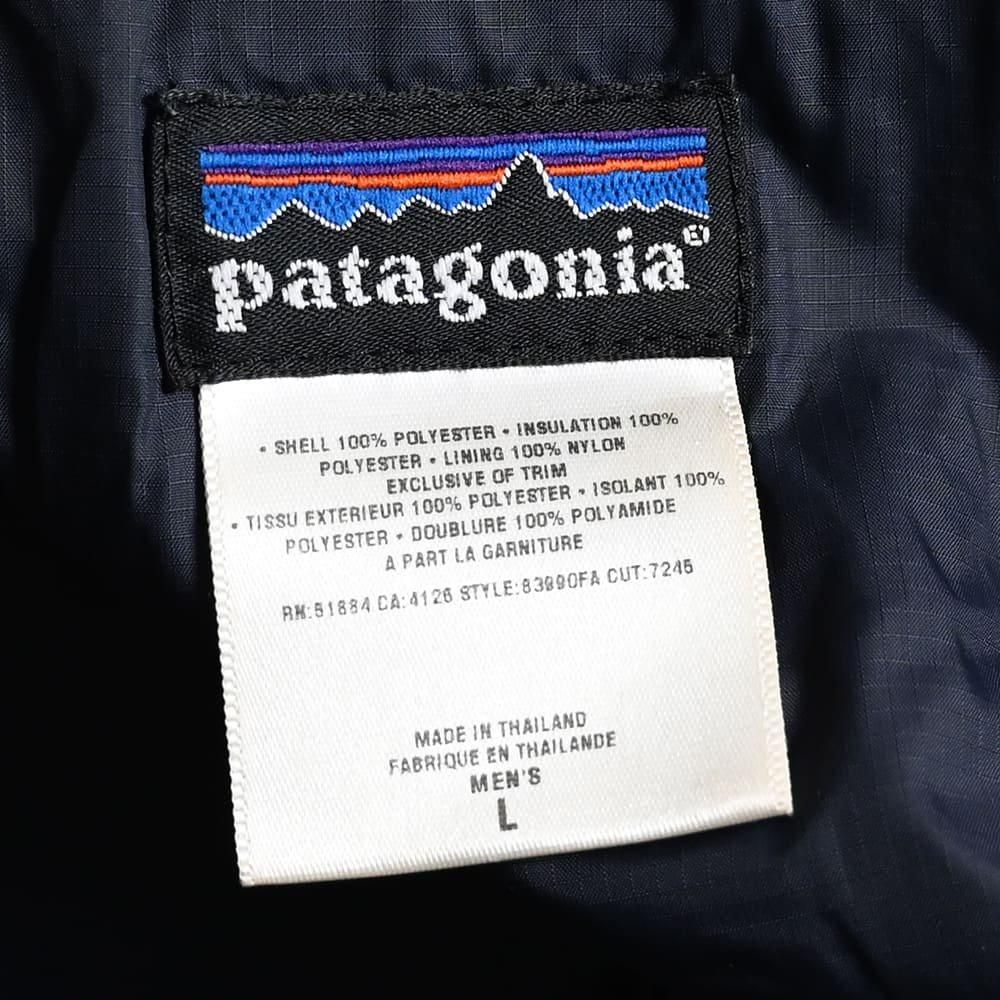 patagonia®
• SHELL 100% POLYESTER • INSULATION 100%
POLYESTER • LINING 100% NYLON
EXCLUSIVE OF TRIM
• TISSU EXTERIEUR 100% POLYESTER • ISOLANT 100%
POLYESTER • DOUBLURE 100% POLYAMIDE
A PART LA GARNITURE
RN:51884 CA:4126 STYLE:83990FA CUT:7245
MADE IN THAILAND
FABRIQUE EN THAILANDE
MEN'S
L